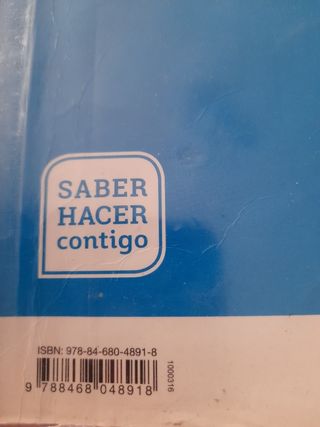 SABER
HACER
contigo
ISBN: 978-84-680-4891-8
9 788468 048918
1000316